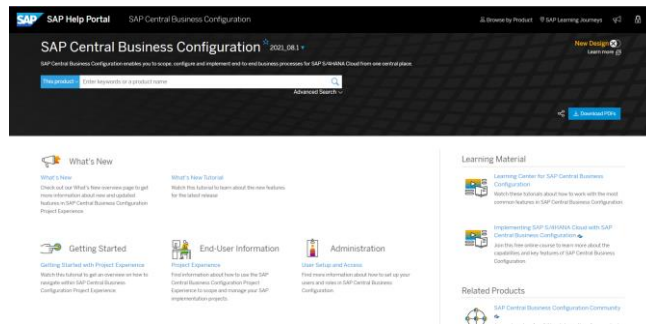 SAP SAP Help Portal SAP Central Business Configuration Browse by Product SAP Learning Journeys
SAP Central Business Configuration 2021_08.1
New Design
Learn more
SAP Central Business Configuration enables you to scope, configure and implement end-to-end business processes for SAP S/4HANA Cloud from one central place.
This product Enter keywords or a product name
Advanced Search
Download PDFs
What's New
What's New
Check out our What's New overview page to get
more information about new and updated
features in SAP Central Business Configuration
Project Experience.
What's New Tutorial
Watch this tutorial to learn about the new features
for the latest release
Getting Started
Getting Started with Project Experience
Watch this tutorial to get an overview on how to
navigate within SAP Central Business
Configuration Project Experience.
End-User Information
Project Experience
Find information about how to use the SAP
Central Business Configuration Project
Experience to scope and manage your SAP
implementation projects.
Administration
User Setup and Access
Find more information about how to set up your
users and roles in SAP Central Business
Configuration
Learning Material
Learning Center for SAP Central Business
Configuration
Watch these tutorials about how to work with the most
common features in SAP Central Business Configuration.
Implementing SAP S/4HANA Cloud with SAP
Central Business Configuration
Join this free online course to learn more about the
capabilities and key features of SAP Central Business
Configuration
Related Products
SAP Central Business Configuration Community